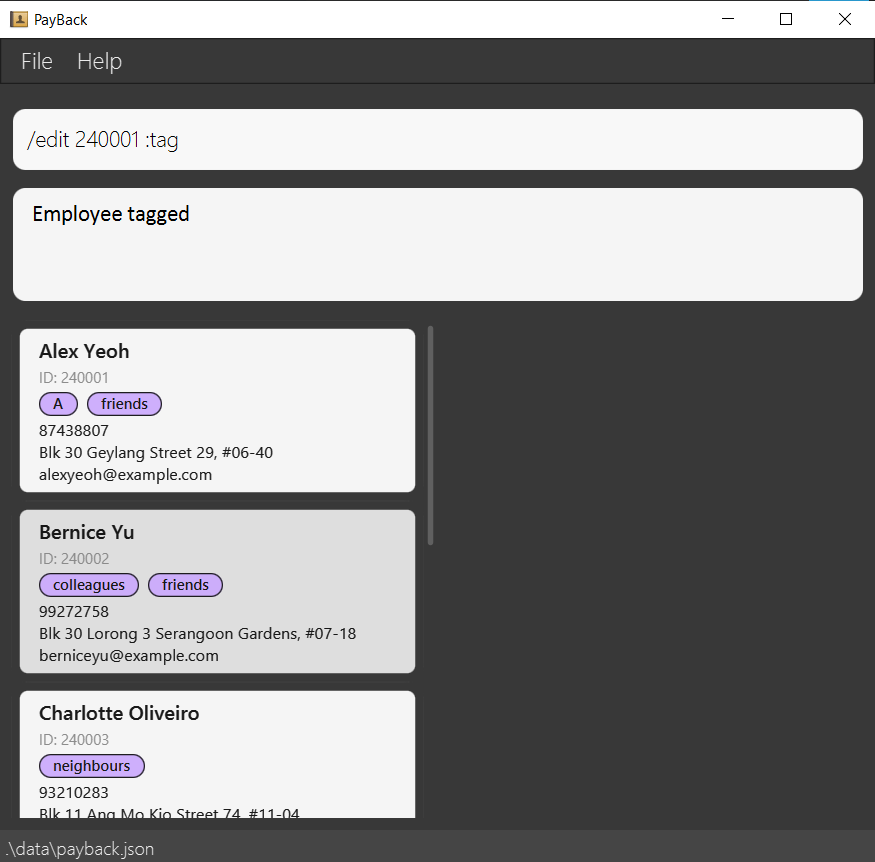 PayBack
File Help
/edit 240001 :tag
Employee tagged
Alex Yeoh
ID: 240001
A friends
87438807
Blk 30 Geylang Street 29, #06-40
alexyeoh@example.com
Bernice Yu
ID: 240002
colleagues friends
99272758
Blk 30 Lorong 3 Serangoon Gardens, #07-18
berniceyu@example.com
Charlotte Oliveiro
ID: 240003
neighbours
93210283
Blk 11 Ang Mo Kio Street 74, #11-04
.\data\payback.json